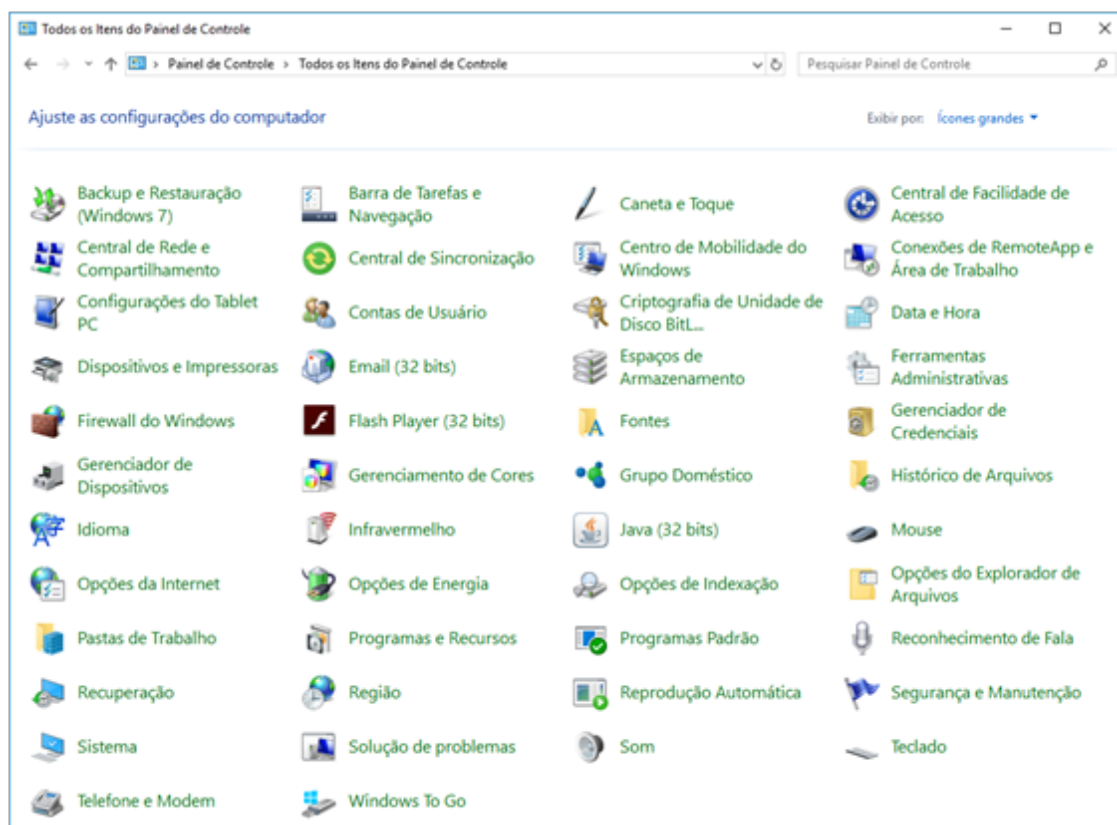 Todos os Itens do Painel de Controle
Painel de Controle > Todos os Itens do Painel de Controle
Pesquisar Painel de Controle
Ajuste as configurações do computador
Exibir por: Ícones grandes
Backup e Restauração
(Windows 7)
Barra de Tarefas e
Navegação
Caneta e Toque
Central de Facilidade de
Acesso
Central de Rede e
Compartilhamento
Central de Sincronização
Centro de Mobilidade do
Windows
Conexões de RemoteApp e
Área de Trabalho
Configurações do Tablet
PC
Contas de Usuário
Criptografia de Unidade de
Disco BitL...
Data e Hora
Dispositivos e Impressoras
Email (32 bits)
Espaços de
Armazenamento
Ferramentas
Administrativas
Firewall do Windows
Flash Player (32 bits)
Fontes
Gerenciador de
Credenciais
Gerenciador de
Dispositivos
Gerenciamento de Cores
Grupo Doméstico
Histórico de Arquivos
Idioma
Infravermelho
Java (32 bits)
Mouse
Opções da Internet
Opções de Energia
Opções de Indexação
Opções do Explorador de
Arquivos
Pastas de Trabalho
Programas e Recursos
Programas Padrão
Reconhecimento de Fala
Recuperação
Região
Reprodução Automática
Segurança e Manutenção
Sistema
Solução de problemas
Som
Teclado
Telefone e Modem
Windows To Go